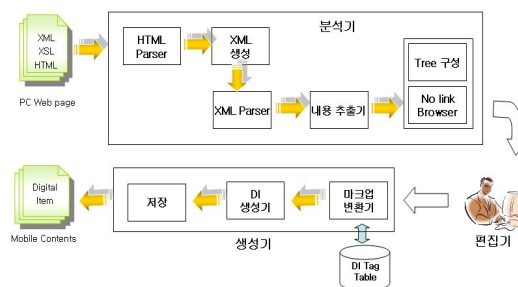 분석기
XML
XSL
HTML
PC Web page
HTML
Parser
XML
생성
XML Parser
내용 추출기
Tree 구성
No link
Browser
편집기
마크업
변환기
DI Tag
Table
DI
생성기
저장
생성기
Digital
Item
Mobile Contents